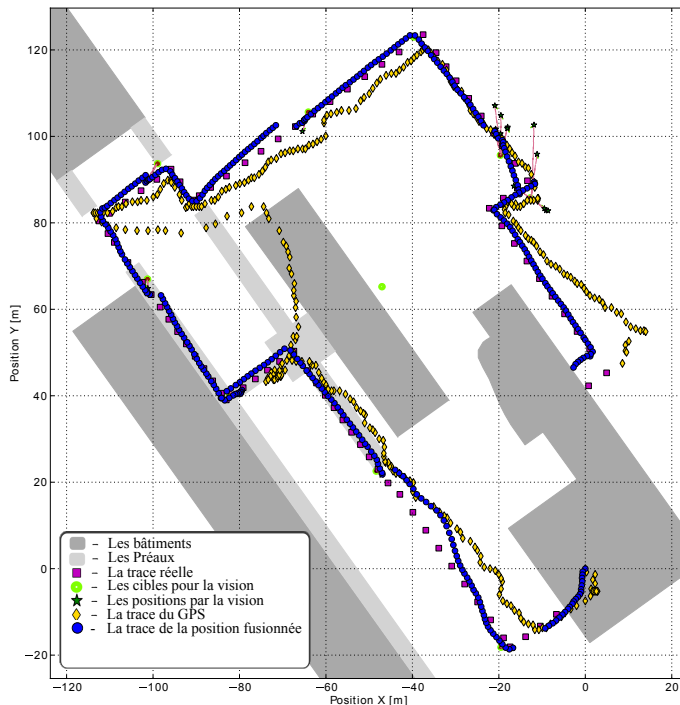 120
100
80
60
40
20
0
−20
Position Y [m]
– Les bâtiments
– Les Préaux
– La trace réelle
– Les cibles pour la vision
– Les positions par la vision
– La trace du GPS
- La trace de la position fusionnée
−120 −100 −80 −60 −40 −20 0 20
Position X [m]